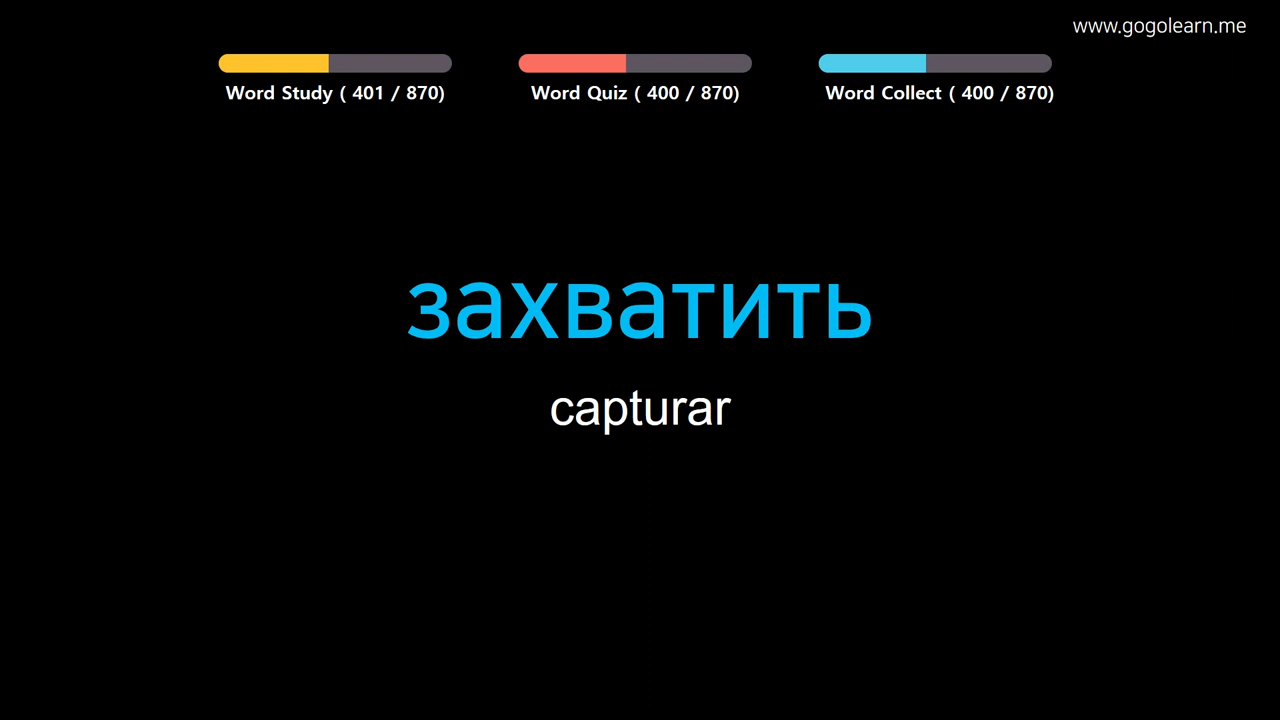 www.gogolearn.me
Word Study ( 401 / 870)
Word Quiz ( 400 / 870)
Word Collect ( 400 / 870)
захватить
capturar